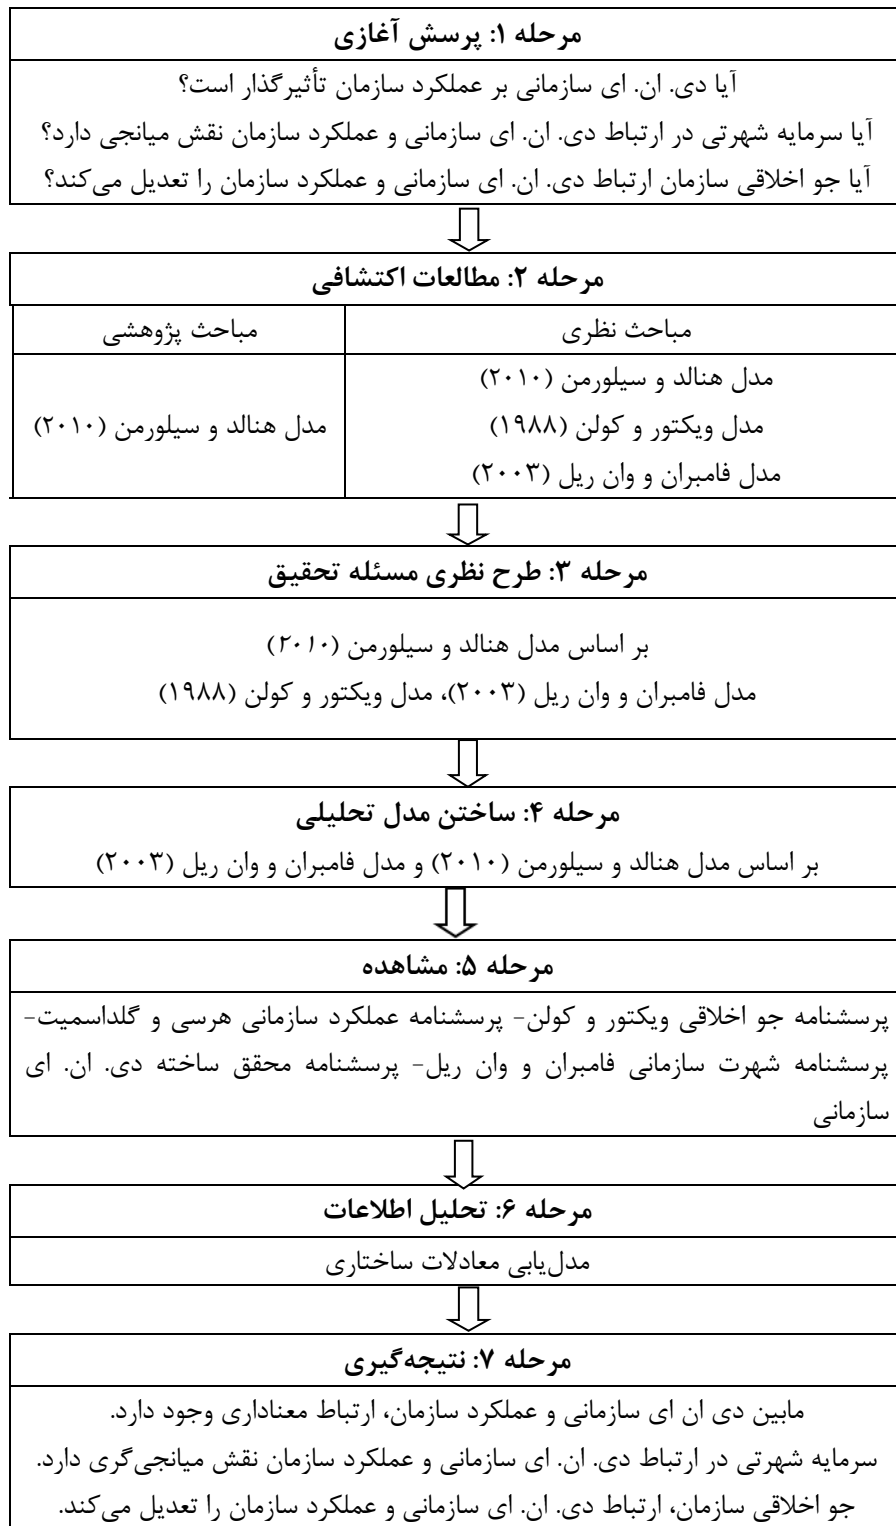 مرحله ۱: پرسش آغازی
آیا دی. ان. ای سازمانی بر عملکرد سازمان تأثیرگذار است؟
آیا سرمایه شهرتی در ارتباط دی. ان. ای سازمانی و عملکرد سازمان نقش میانجی دارد؟
آیا جو اخلاقی سازمان ارتباط دی. ان. ای سازمانی و عملکرد سازمان را تعدیل می‌کند؟
مرحله ۲: مطالعات اکتشافی
مباحث نظری
مدل هنالد و سیلورمن (۲۰۱۰)
مدل ویکتور و کولن (۱۹۸۸)
مدل فامبران و وان ریل (۲۰۰۳)
مباحث پژوهشی
مدل هنالد و سیلورمن (۲۰۱۰)
مرحله ۳: طرح نظری مسئله تحقیق
بر اساس مدل هنالد و سیلورمن (۲۰۱۰)
مدل فامبران و وان ریل (۲۰۰۳)، مدل ویکتور و کولن (۱۹۸۸)
مرحله ۴: ساختن مدل تحلیلی
بر اساس مدل هنالد و سیلورمن (۲۰۱۰) و مدل فامبران و وان ریل (۲۰۰۳)
مرحله ۵: مشاهده
پرسشنامه جو اخلاقی ویکتور و کولن- پرسشنامه عملکرد سازمانی هرسی و گلداسمیت-
پرسشنامه شهرت سازمانی فامبران و وان ریل- پرسشنامه محقق ساخته دی. ان. ای
سازمانی
مرحله ۶: تحلیل اطلاعات
مدل‌یابی معادلات ساختاری
مرحله ۷: نتیجه‌گیری
مابین دی ان ای سازمانی و عملکرد سازمان، ارتباط معناداری وجود دارد.
سرمایه شهرتی در ارتباط دی. ان. ای سازمانی و عملکرد سازمان نقش میانجی‌گری دارد.
جو اخلاقی سازمان، ارتباط دی. ان. ای سازمانی و عملکرد سازمان را تعدیل می‌کند.